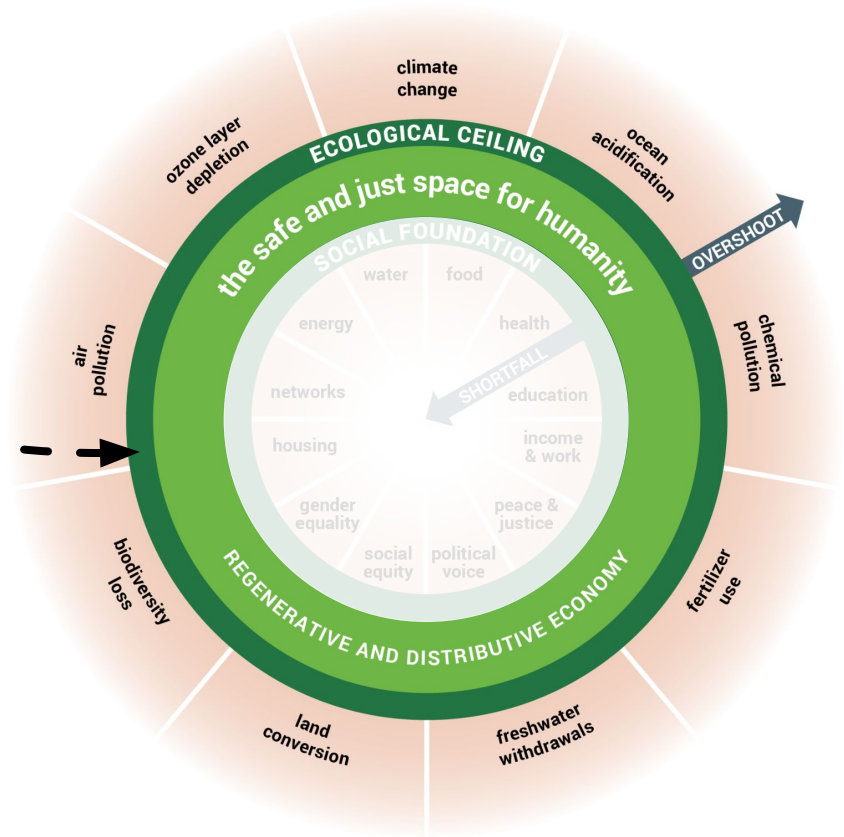 climate
change
ozone layer
depletion
ocean
acidification
ECOLOGICAL CEILING
the safe and just space for humanity
OVERSHOOT
SOCIAL FOUNDATION
water
food
energy
health
air
pollution
chemical
pollution
SHORTFALL
networks
education
housing
income
& work
gender
equality
peace &
justice
social
equity
political
voice
biodiversity
loss
fertilizer
use
REGENERATIVE AND DISTRIBUTIVE ECONOMY
land
conversion
freshwater
withdrawals